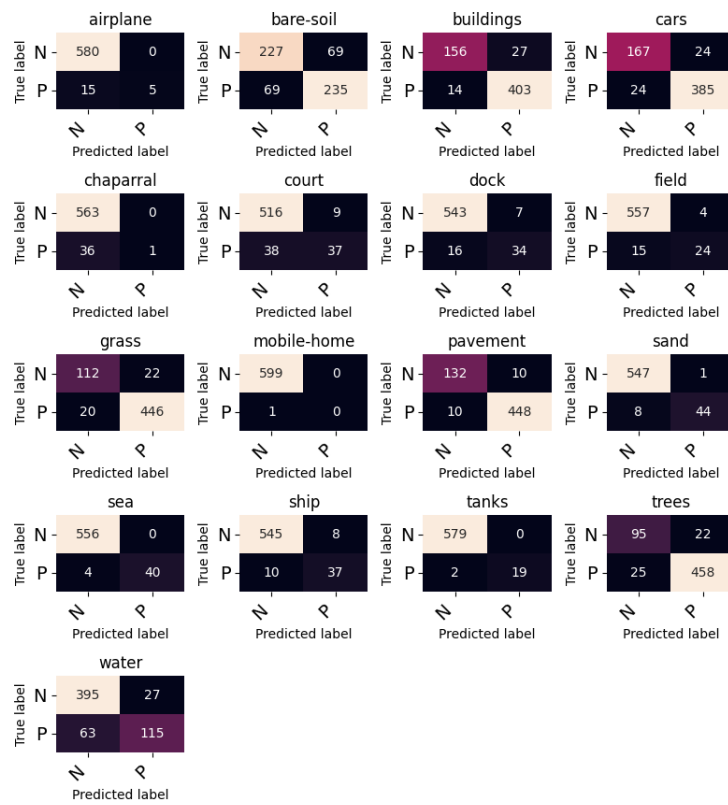 airplane
bare-soil
buildings
cars
True label
N
580 0
P
15 5
N P
Predicted label
True label
N
227 69
P
69 235
N P
Predicted label
True label
N
156 27
P
14 403
N P
Predicted label
True label
N
167 24
P
24 385
N P
Predicted label
chaparral
True label
N
563 0
P
36 1
N P
Predicted label
court
True label
N
516 9
P
38 37
N P
Predicted label
dock
True label
N
543 7
P
16 34
N P
Predicted label
field
True label
N
557 4
P
15 24
N P
Predicted label
grass
True label
N
112 22
P
20 446
N P
Predicted label
mobile-home
True label
N
599 0
P
1 0
N P
Predicted label
pavement
True label
N
132 10
P
10 448
N P
Predicted label
sand
True label
N
547 1
P
8 44
N P
Predicted label
sea
True label
N
556 0
P
4 40
N P
Predicted label
ship
True label
N
545 8
P
10 37
N P
Predicted label
tanks
True label
N
579 0
P
2 19
N P
Predicted label
trees
True label
N
95 22
P
25 458
N P
Predicted label
water
True label
N
395 27
P
63 115
N P
Predicted label